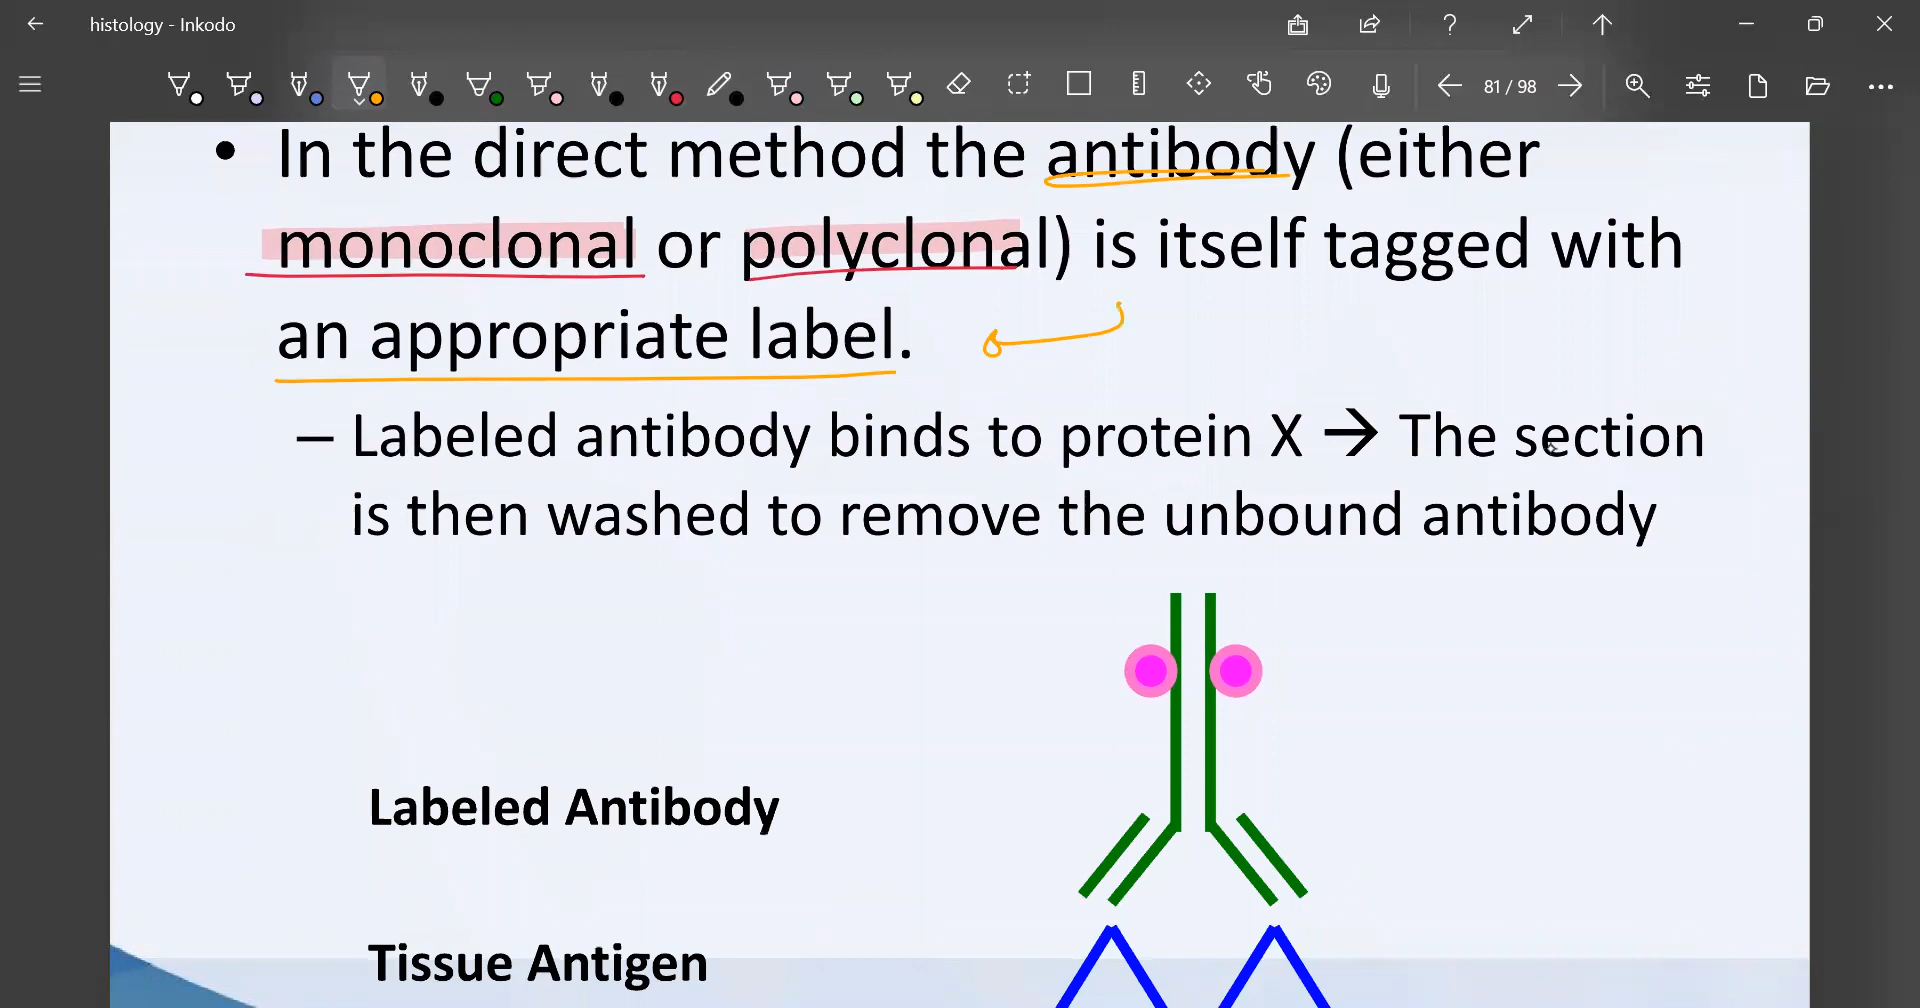 histology - Inkodo
81 / 98
• In the direct method the antibody (either
monoclonal or polyclonal) is itself tagged with
an appropriate label.
– Labeled antibody binds to protein X → The section
is then washed to remove the unbound antibody
Labeled Antibody
Tissue Antigen